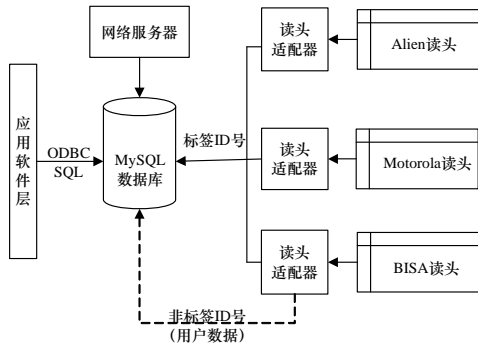 网络服务器
读头
适配器
Alien读头
应用软件层
ODBC
SQL
MySQL
数据库
标签ID号
读头
适配器
Motorola读头
读头
适配器
BISA读头
非标签ID号
(用户数据)